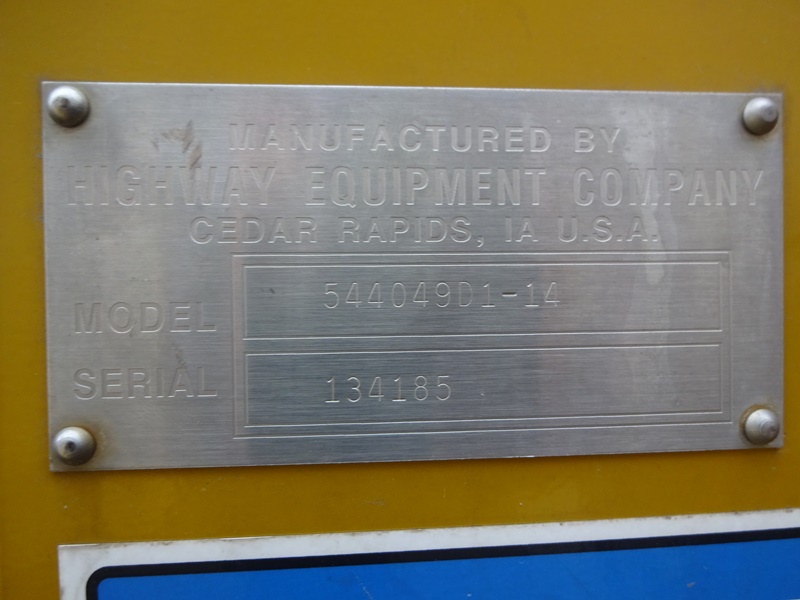 MANUFACTURED BY
HIGHWAY EQUIPMENT COMPANY
CEDAR RAPIDS, IA U.S.A.
MODEL 544049D1-14
SERIAL 134185